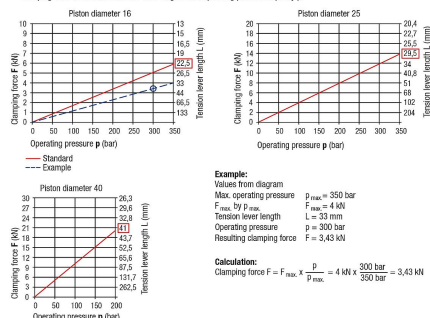 Piston diameter 16
Clamping force F (kN)
10
9
8
7
6
5
4
3
2
1
0
13
15
16,5
19
22,5
26,5
44
66,5
133
Tension lever length L (mm)
0 50 100 150 200 250 300 350
Operating pressure p (bar)
Standard
Example
Piston diameter 25
Clamping force F (kN)
20
18
16
14
12
10
8
6
4
2
0
20,4
22,7
25,5
29,5
34
40,8
51
68
102
204
Tension lever length L (mm)
0 50 100 150 200 250 300 350
Operating pressure p (bar)
Piston diameter 40
Clamping force F (kN)
30
27
24
21
18
15
12
9
6
3
0
26,3
29,6
32,8
41
43,7
52,5
65,6
87,5
131,7
262,5
Tension lever length L (mm)
0 50 100 150 200
Operating pressure p (bar)
Example:
Values from diagram
Max. operating pressure p max. = 350 bar
F max. by p max. F max. = 4 kN
Tension lever length L = 33 mm
Operating pressure p = 300 bar
Resulting clamping force F = 3,43 kN
Calculation:
Clamping force F = F max. x p / p max. = 4 kN x 300 bar / 350 bar = 3,43 kN